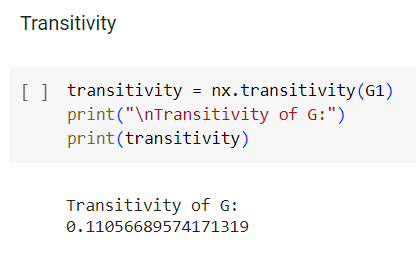 Transitivity
[ ] transitivity = nx.transitivity(G1)
print("\nTransitivity of G:")
print(transitivity)
Transitivity of G:
0.11056689574171319